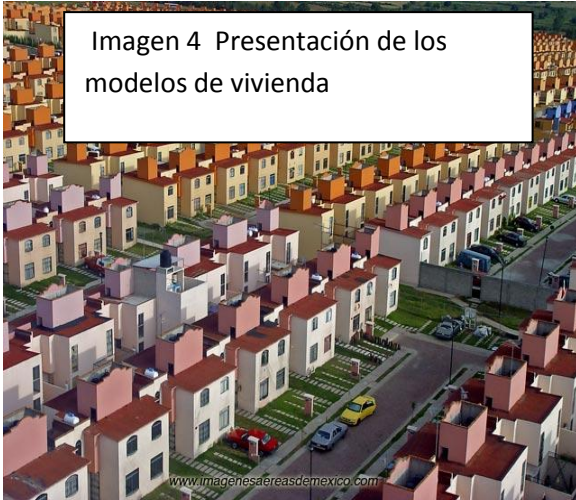 Imagen 4 Presentación de los
modelos de vivienda
www.imagenesaereasdemexico.com